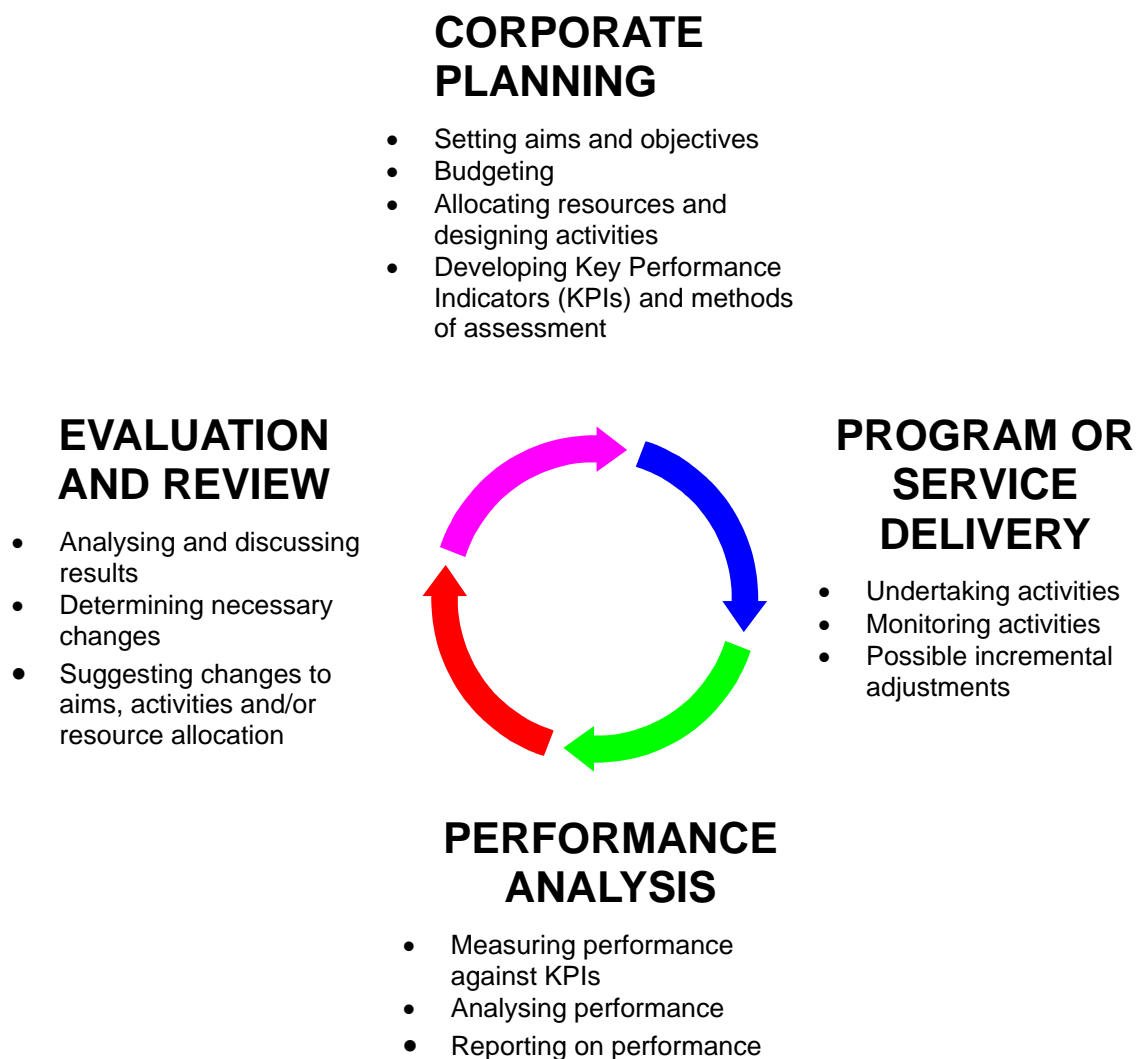 CORPORATE
PLANNING
• Setting aims and objectives
• Budgeting
• Allocating resources and
designing activities
• Developing Key Performance
Indicators (KPIs) and methods
of assessment
EVALUATION
AND REVIEW
• Analysing and discussing
results
• Determining necessary
changes
• Suggesting changes to
aims, activities and/or
resource allocation
PROGRAM OR
SERVICE
DELIVERY
• Undertaking activities
• Monitoring activities
• Possible incremental
adjustments
PERFORMANCE
ANALYSIS
• Measuring performance
against KPIs
• Analysing performance
• Reporting on performance